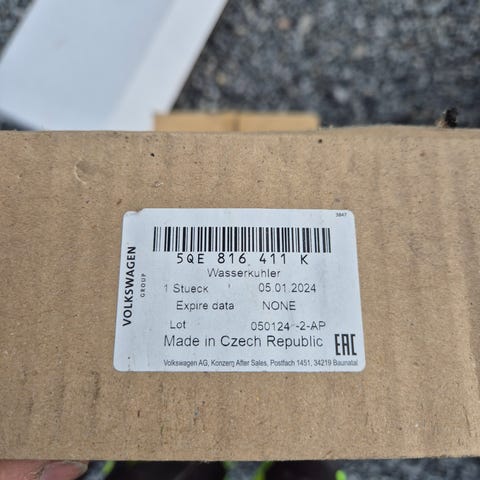 3847
VOLKSWAGEN
GROUP
5QE 816 411 K
Wasserkuhler
1 Stueck 05.01.2024
Expire data NONE
Lot 050124 -2-AP
Made in Czech Republic EAC
Volkswagen AG, Konzern After Sales, Postfach 1451, 34219 Baunatal